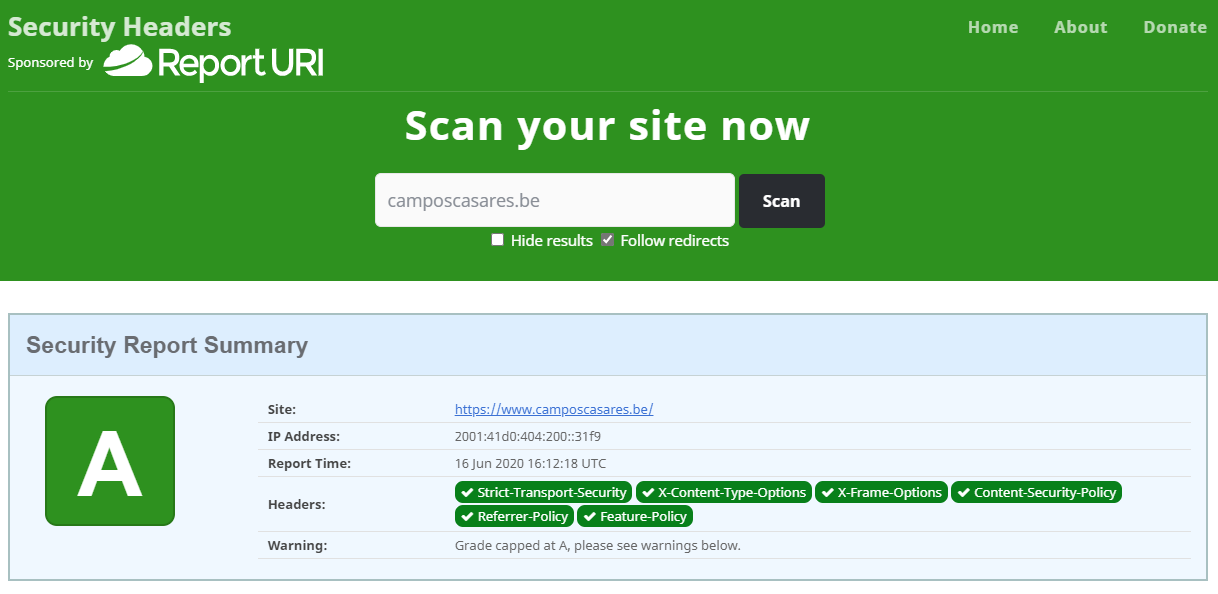 Security Headers
Home About Donate
Sponsored by Report URI
Scan your site now
camposcasares.be Scan
Hide results Follow redirects
Security Report Summary
A
Site: https://www.camposcasares.be/
IP Address: 2001:41d0:404:200::31f9
Report Time: 16 Jun 2020 16:12:18 UTC
Headers: Strict-Transport-Security X-Content-Type-Options X-Frame-Options Content-Security-Policy
Referrer-Policy Feature-Policy
Warning: Grade capped at A, please see warnings below.